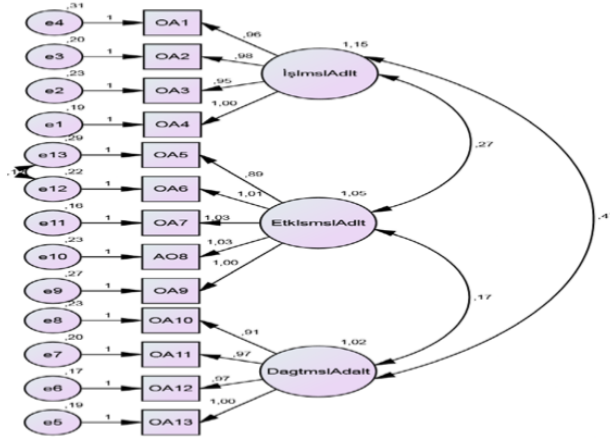 ,31
e4 1 OA1 ,96
,20 1,15
e3 1 OA2 ,98
İşlmslAdlt
,23
e2 1 OA3 ,95
,19
e1 1 OA4 1,00
,29
e13 1 OA5 ,89 ,27
,22
e12 1 OA6 1,01 1,05
,16
e11 1 OA7 1,03 EtklsmslAdlt ,4
,23
e10 1 AO8 1,03
,27
e9 1 OA9 1,00
,23
e8 1 OA10 ,91 ,17
,20
e7 1 OA11 ,97 1,02
,17
DagtmslAdalt
e6 1 OA12 ,97
,19
e5 1 OA13 1,00